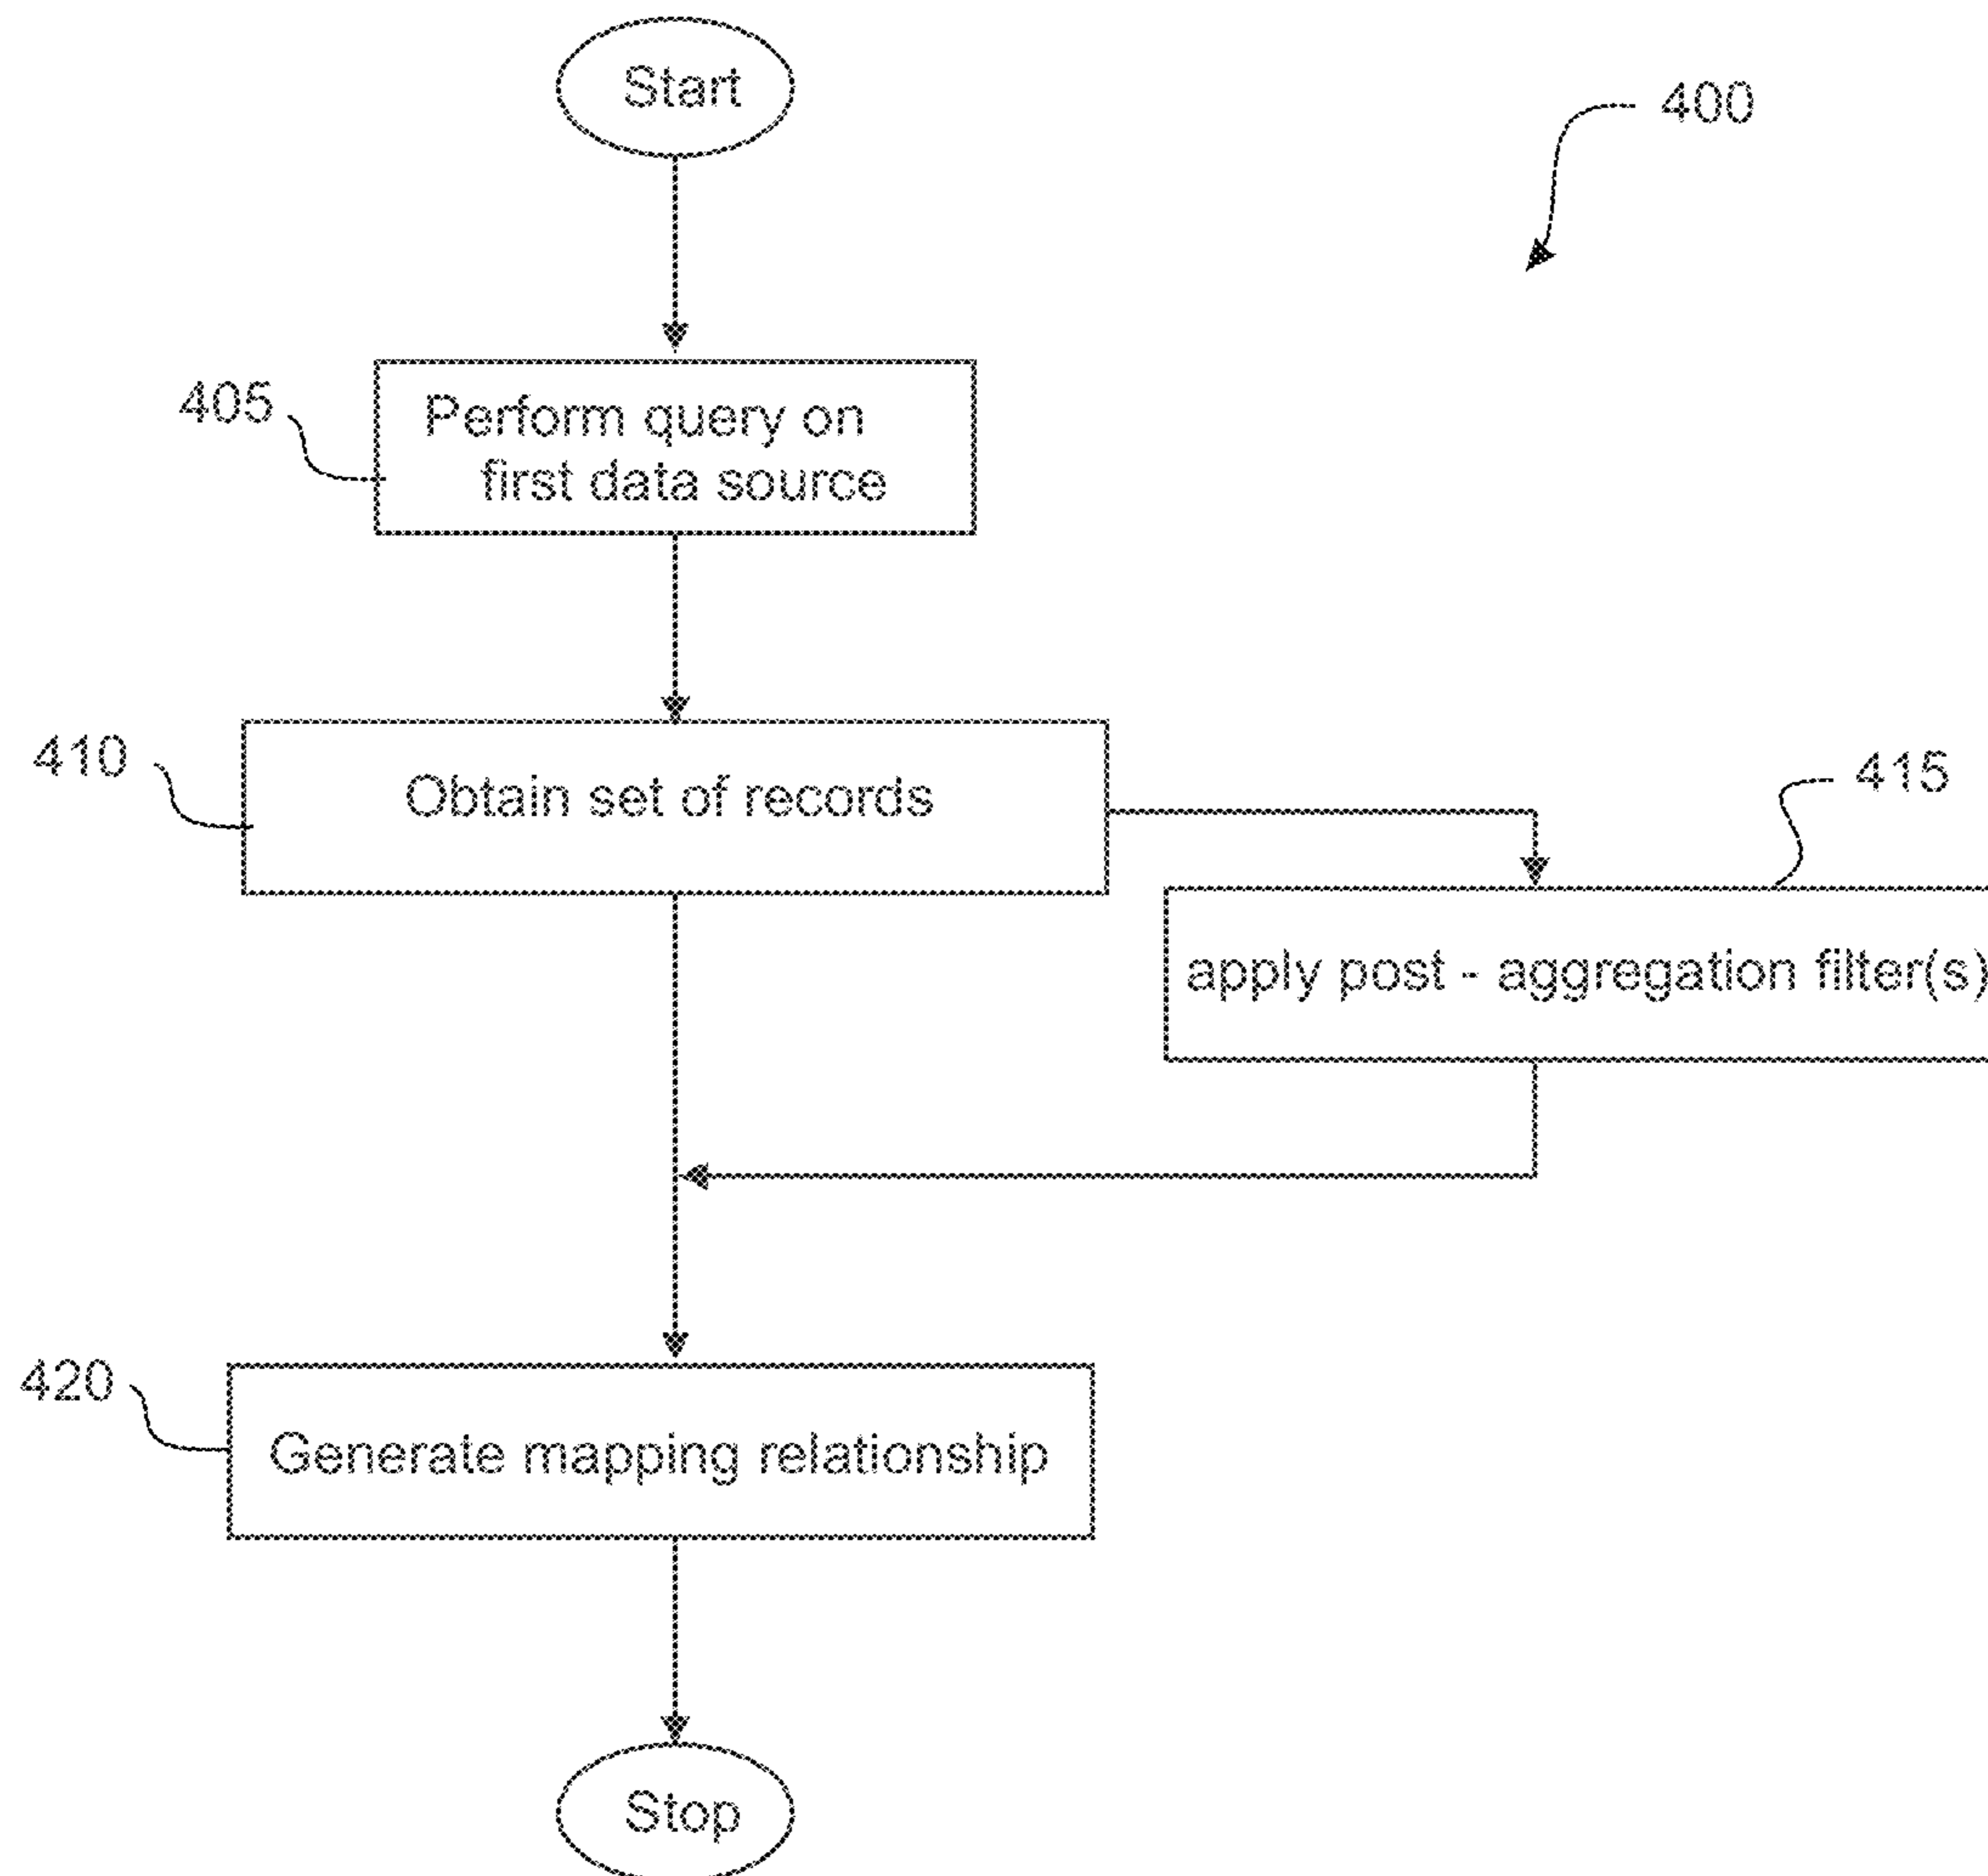 Start
400
405
Perform query on
first data source
410
Obtain set of records
415
apply post - aggregation filter(s)
420
Generate mapping relationship
Stop